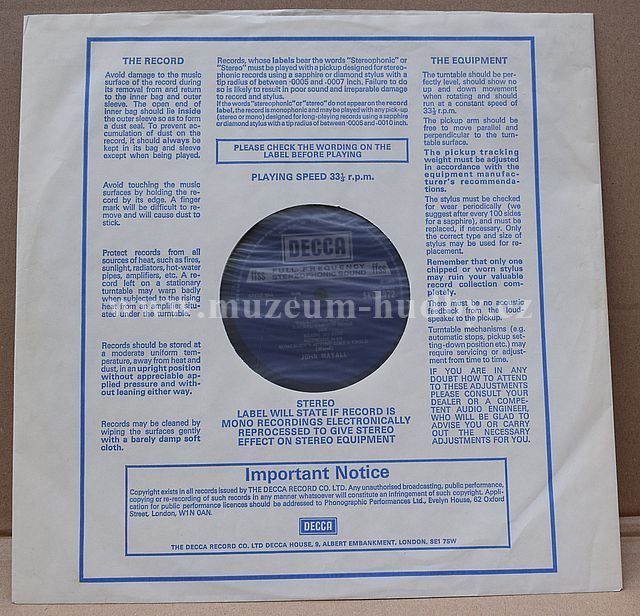 THE RECORD
Avoid damage to the music
surface of the record during
its removal from and return
to the inner bag and outer
sleeve. The open end of
inner bag should lie inside
the outer sleeve so as to form
a dust seal. To prevent ac-
cumulation of dust on the
record, it should always be
kept in its bag and sleeve
except when being played.
Avoid touching the music
surfaces by holding the re-
cord by its edge. A finger
mark will be difficult to re-
move and will cause dust to
stick.
Protect records from all
sources of heat, such as fires,
sunlight, radiators, hot-water
pipes, amplifiers, etc. A re-
cord left on a stationary
turntable may warp badly
when subjected to the rising
heat from an amplifier situ-
ated under the turntable.
Records should be stored at
a moderate uniform tem-
perature, away from heat and
dust, in an upright position
without appreciable ap-
plied pressure and with-
out leaning either way.
Records may be cleaned by
wiping the surfaces gently
with a barely damp soft
cloth.
Records, whose labels bear the words "Stereophonic" or
"Stereo" must be played with a pickup designed for stereo-
phonic records using a sapphire or diamond stylus with a
tip radius of between ·0005 and ·0007 inch. Failure to do
so is likely to result in poor sound and irreparable damage
to record and stylus.
If the words "stereophonic" or "stereo" do not appear on the record
label, the record is monophonic and may be played with any pick-up
(stereo or mono) designed for long-playing records using a sapphire
or diamond stylus with a tip radius of between ·0005 and ·0010 inch.
PLEASE CHECK THE WORDING ON THE
LABEL BEFORE PLAYING
PLAYING SPEED 33⅓ r.p.m.
DECCA
ffss FULL FREQUENCY ffss
STEREOPHONIC SOUND
JOHN MAYALL
STEREO
LABEL WILL STATE IF RECORD IS
MONO RECORDINGS ELECTRONICALLY
REPROCESSED TO GIVE STEREO
EFFECT ON STEREO EQUIPMENT
THE EQUIPMENT
The turntable should be per-
fectly level, should show no
up and down movement
when rotating and should
run at a constant speed of
33⅓ r.p.m.
The pickup arm should be
free to move parallel and
perpendicular to the turn-
table surface.
The pickup tracking
weight must be adjusted
in accordance with the
equipment manufac-
turer's recommenda-
tions.
The stylus must be checked
for wear periodically (we
suggest after every 100 sides
for a sapphire), and must be
replaced, if necessary. Only
the correct type and size of
stylus may be used for re-
placement.
Remember that only one
chipped or worn stylus
may ruin your valuable
record collection com-
pletely.
There must be no acoustic
feedback from the loud-
speaker to the pickup.
Turntable mechanisms (e.g.
automatic stops, pickup set-
ting-down position etc.) may
require servicing or adjust-
ment from time to time.
IF YOU ARE IN ANY
DOUBT HOW TO ATTEND
TO THESE ADJUSTMENTS
PLEASE CONSULT YOUR
DEALER OR A COMPE-
TENT AUDIO ENGINEER,
WHO WILL BE GLAD TO
ADVISE YOU OR CARRY
OUT THE NECESSARY
ADJUSTMENTS FOR YOU.
Important Notice
Copyright exists in all records issued by THE DECCA RECORD CO. LTD. Any unauthorised broadcasting, public performance,
copying or re-recording of such records in any manner whatsoever will constitute an infringement of such copyright. Appli-
cation for public performance licences should be addressed to Phonographic Performances Ltd., Evelyn House, 62 Oxford
Street, London, W1N 0AN.
DECCA
THE DECCA RECORD CO. LTD DECCA HOUSE, 9, ALBERT EMBANKMENT, LONDON, SE1 7SW